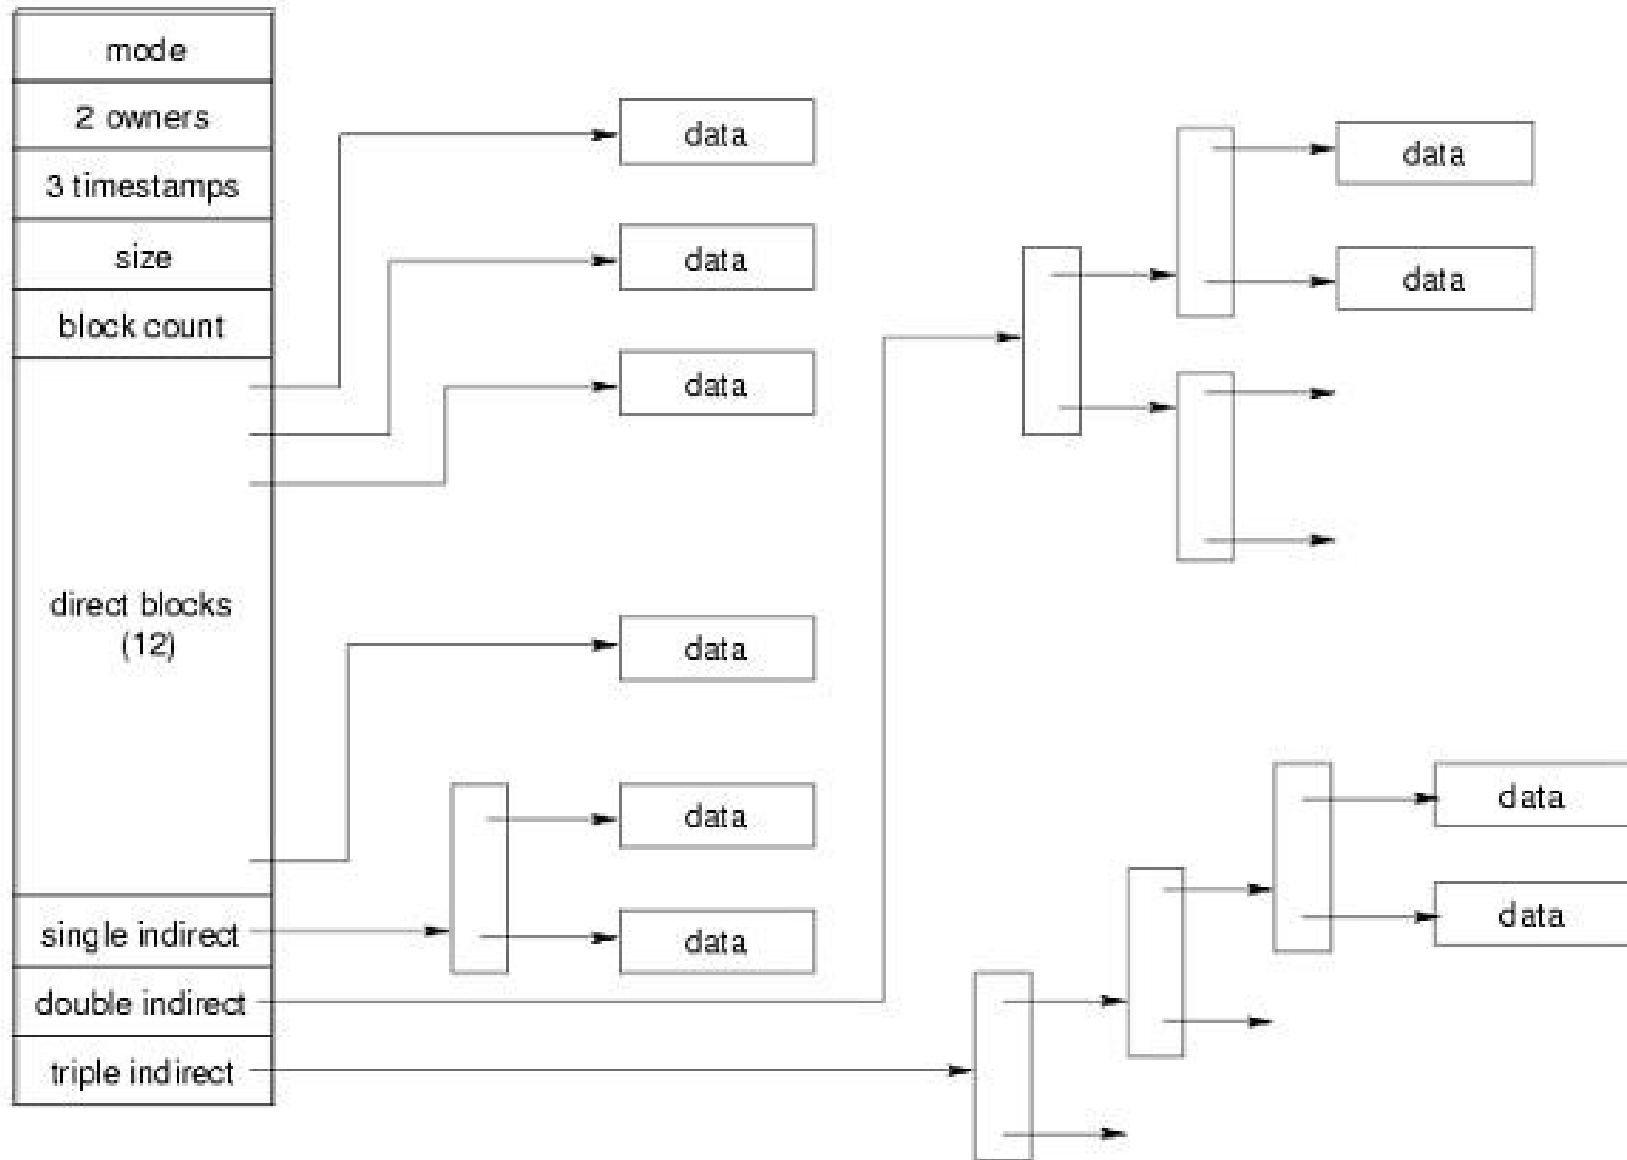 mode
2 owners
3 timestamps
size
block count
direct blocks
(12)
single indirect
double indirect
triple indirect
data
data
data
data
data
data
data
data
data
data